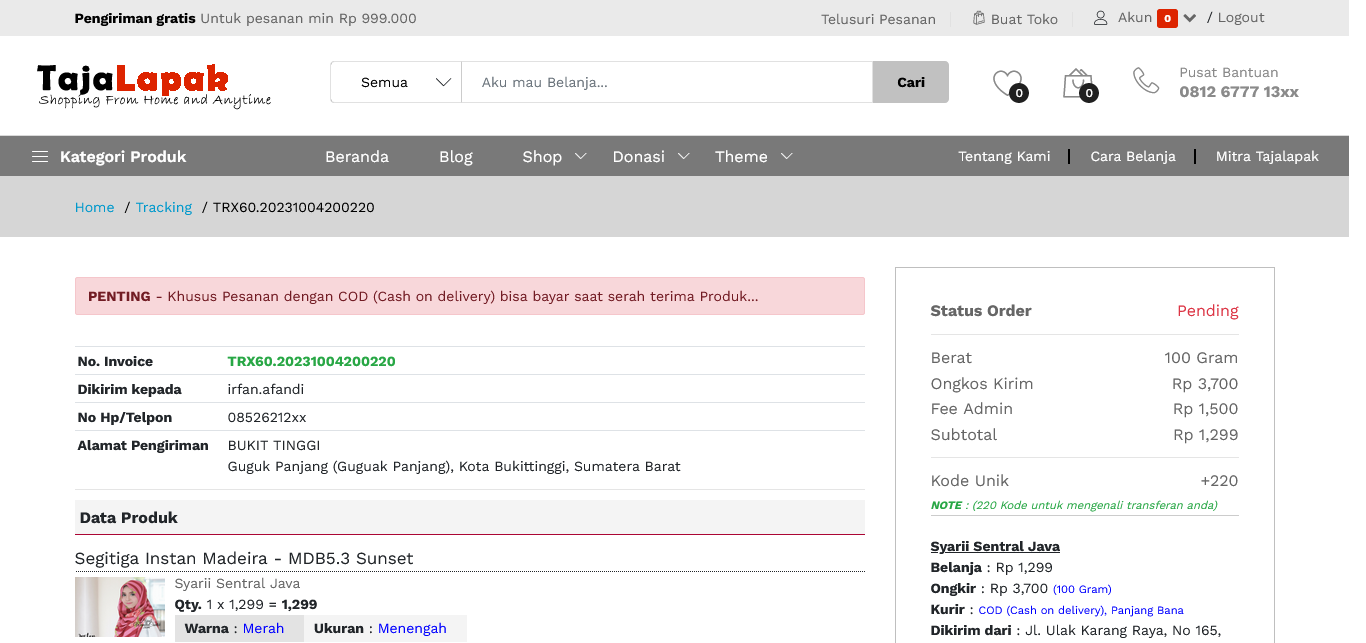 Pengiriman gratis Untuk pesanan min Rp 999.000
Telusuri Pesanan
Buat Toko
Akun 0 / Logout
TajaLapak
Shopping From Home and Anytime
Semua
Aku mau Belanja...
Cari
0
0
Pusat Bantuan
0812 6777 13xx
Kategori Produk
Beranda
Blog
Shop
Donasi
Theme
Tentang Kami
Cara Belanja
Mitra Tajalapak
Home / Tracking / TRX60.20231004200220
PENTING - Khusus Pesanan dengan COD (Cash on delivery) bisa bayar saat serah terima Produk...
No. Invoice TRX60.20231004200220
Dikirim kepada irfan.afandi
No Hp/Telpon 08526212xx
Alamat Pengiriman BUKIT TINGGI
Guguk Panjang (Guguak Panjang), Kota Bukittinggi, Sumatera Barat
Data Produk
Segitiga Instan Madeira - MDB5.3 Sunset
Syarii Sentral Java
Qty. 1 x 1,299 = 1,299
Warna : Merah Ukuran : Menengah
Status Order Pending
Berat 100 Gram
Ongkos Kirim Rp 3,700
Fee Admin Rp 1,500
Subtotal Rp 1,299
Kode Unik +220
NOTE : (220 Kode untuk mengenali transferan anda)
Syarii Sentral Java
Belanja : Rp 1,299
Ongkir : Rp 3,700 (100 Gram)
Kurir : COD (Cash on delivery), Panjang Bana
Dikirim dari : Jl. Ulak Karang Raya, No 165,